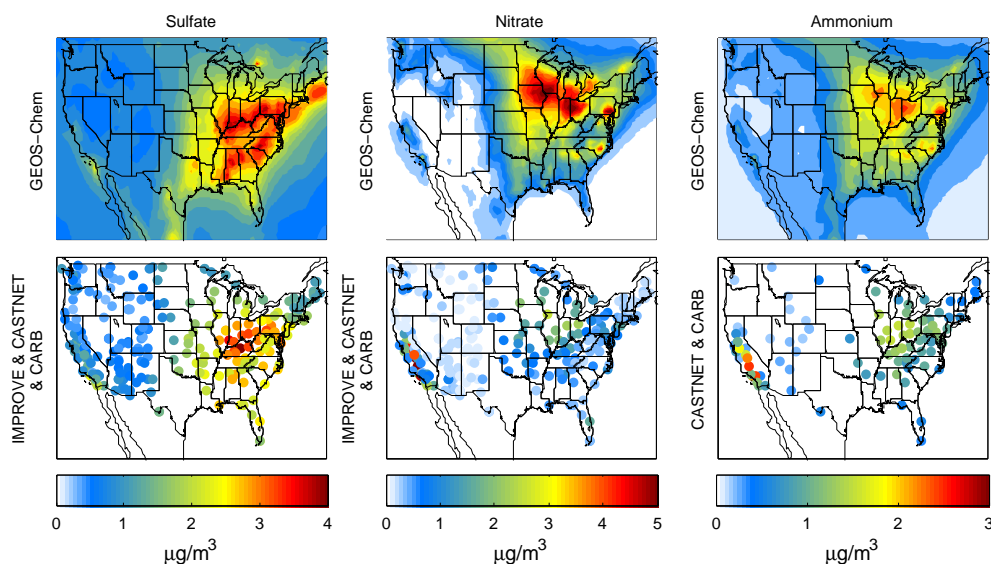 Sulfate
Nitrate
Ammonium
GEOS−Chem
GEOS−Chem
GEOS−Chem
IMPROVE & CASTNET
& CARB
IMPROVE & CASTNET
& CARB
CASTNET & CARB
0 1 2 3 4
0 1 2 3 4 5
0 1 2 3
μg/m³
μg/m³
μg/m³